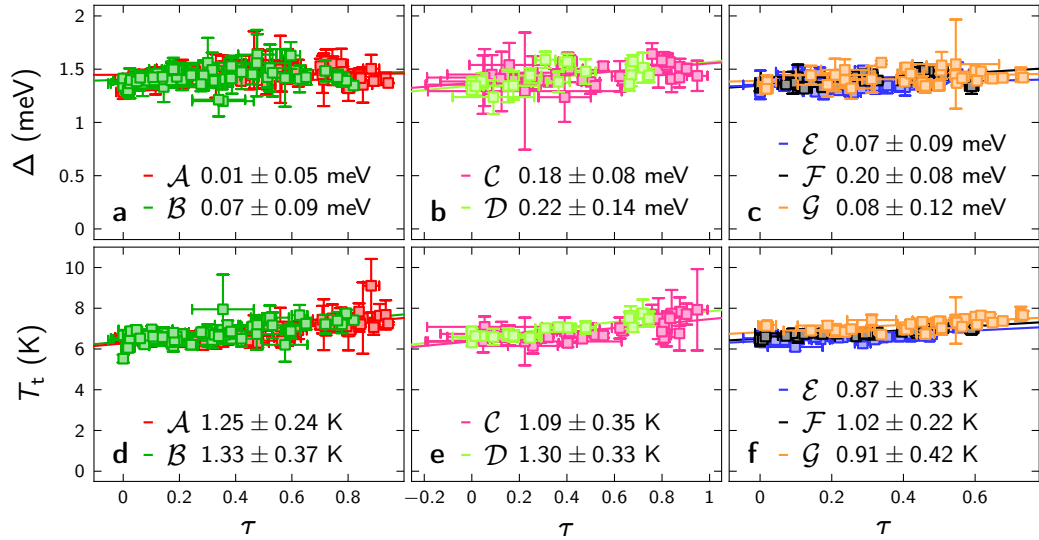 2
1.5
1
0.5
0
Δ (meV)
𝒜 0.01 ± 0.05 meV
ℬ 0.07 ± 0.09 meV
a
𝒞 0.18 ± 0.08 meV
𝒟 0.22 ± 0.14 meV
b
ℰ 0.07 ± 0.09 meV
ℱ 0.20 ± 0.08 meV
𝒢 0.08 ± 0.12 meV
c
10
8
6
4
2
0
Tt (K)
𝒜 1.25 ± 0.24 K
ℬ 1.33 ± 0.37 K
d
𝒞 1.09 ± 0.35 K
𝒟 1.30 ± 0.33 K
e
ℰ 0.87 ± 0.33 K
ℱ 1.02 ± 0.22 K
𝒢 0.91 ± 0.42 K
f
0 0.2 0.4 0.6 0.8
−0.2 0 0.2 0.4 0.6 0.8 1
0 0.2 0.4 0.6
τ τ τ